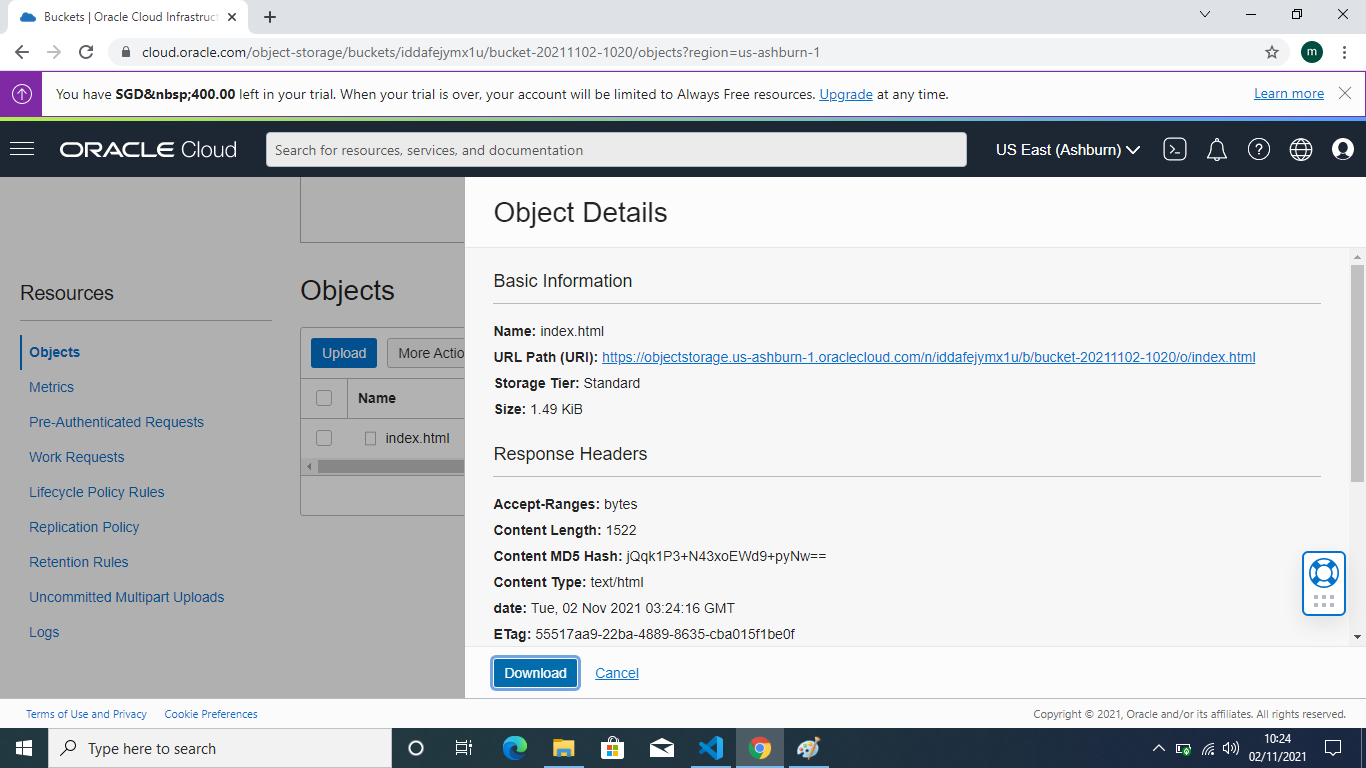 Buckets | Oracle Cloud Infrastruct
cloud.oracle.com/object-storage/buckets/iddafejymx1u/bucket-20211102-1020/objects?region=us-ashburn-1
m
You have SGD&nbsp;400.00 left in your trial. When your trial is over, your account will be limited to Always Free resources. Upgrade at any time.
Learn more
ORACLE Cloud
Search for resources, services, and documentation
US East (Ashburn)
Object Details
Resources
Objects
Metrics
Pre-Authenticated Requests
Work Requests
Lifecycle Policy Rules
Replication Policy
Retention Rules
Uncommitted Multipart Uploads
Logs
Objects
Upload
More Actio
Name
index.html
Basic Information
Name: index.html
URL Path (URI): https://objectstorage.us-ashburn-1.oraclecloud.com/n/iddafejymx1u/b/bucket-20211102-1020/o/index.html
Storage Tier: Standard
Size: 1.49 KiB
Response Headers
Accept-Ranges: bytes
Content Length: 1522
Content MD5 Hash: jQqk1P3+N43xoEWd9+pyNw==
Content Type: text/html
date: Tue, 02 Nov 2021 03:24:16 GMT
ETag: 55517aa9-22ba-4889-8635-cba015f1be0f
Download
Cancel
Terms of Use and Privacy
Cookie Preferences
Copyright © 2021, Oracle and/or its affiliates. All rights reserved.
Type here to search
10:24
02/11/2021